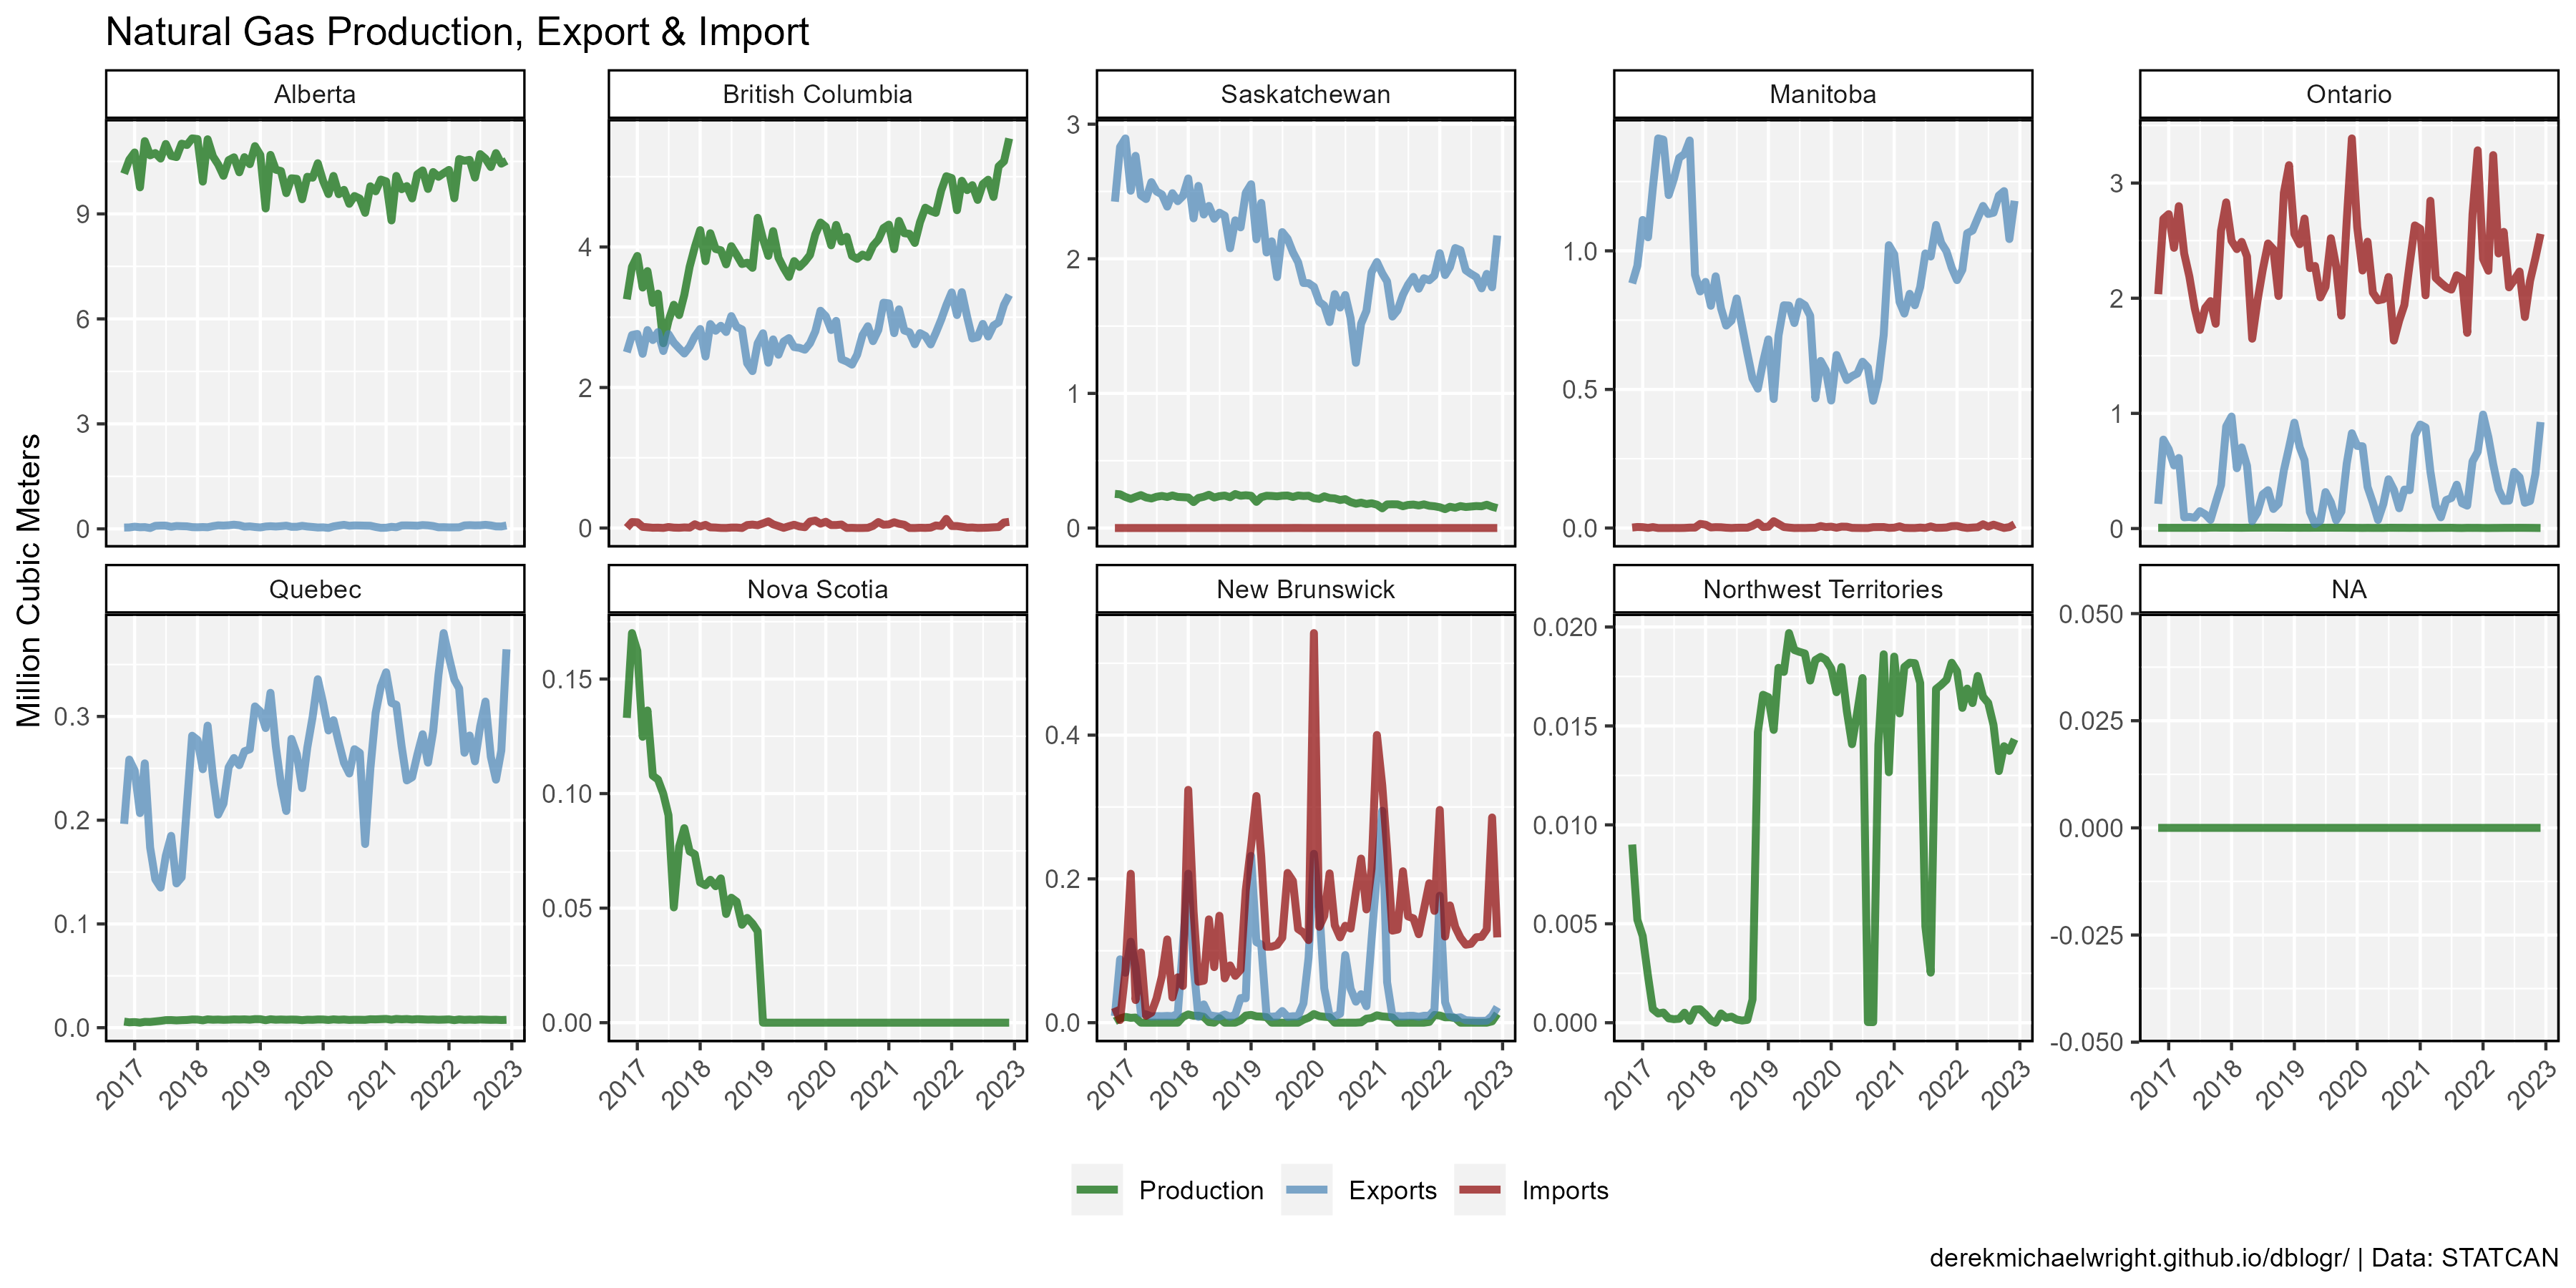 Natural Gas Production, Export & Import
Million Cubic Meters
Alberta
9
6
3
0
British Columbia
4
2
0
Saskatchewan
3
2
1
0
Manitoba
1.0
0.5
0.0
Ontario
3
2
1
0
Quebec
0.3
0.2
0.1
0.0
2017 2018 2019 2020 2021 2022 2023
Nova Scotia
0.15
0.10
0.05
0.00
2017 2018 2019 2020 2021 2022 2023
New Brunswick
0.4
0.2
0.0
2017 2018 2019 2020 2021 2022 2023
Northwest Territories
0.020
0.015
0.010
0.005
0.000
2017 2018 2019 2020 2021 2022 2023
NA
0.050
0.025
0.000
-0.025
-0.050
2017 2018 2019 2020 2021 2022 2023
Production Exports Imports
derekmichaelwright.github.io/dblogr/ | Data: STATCAN